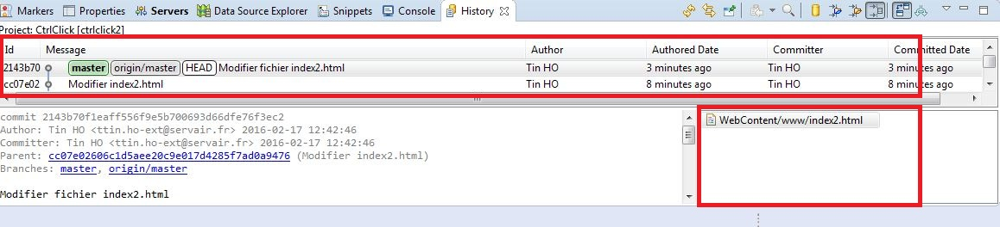 Markers Properties Servers Data Source Explorer Snippets Console History
Project: CtrlClick [ctrlclick2]
Id Message Author Authored Date Committer Committed Date
2143b70 master origin/master HEAD Modifier fichier index2.html Tin HO 3 minutes ago Tin HO 3 minutes ago
cc07e02 Modifier index2.html Tin HO 8 minutes ago Tin HO 8 minutes ago
commit 2143b70f1eaff556f9e5b700693d66dfe76f3ec2
WebContent/www/index2.html
Author: Tin HO <ttin.ho-ext@servair.fr> 2016-02-17 12:42:46
Committer: Tin HO <ttin.ho-ext@servair.fr> 2016-02-17 12:42:46
Parent: cc07e02606c1d5aee20c9e017d4285f7ad0a9476 (Modifier index2.html)
Branches: master, origin/master
Modifier fichier index2.html